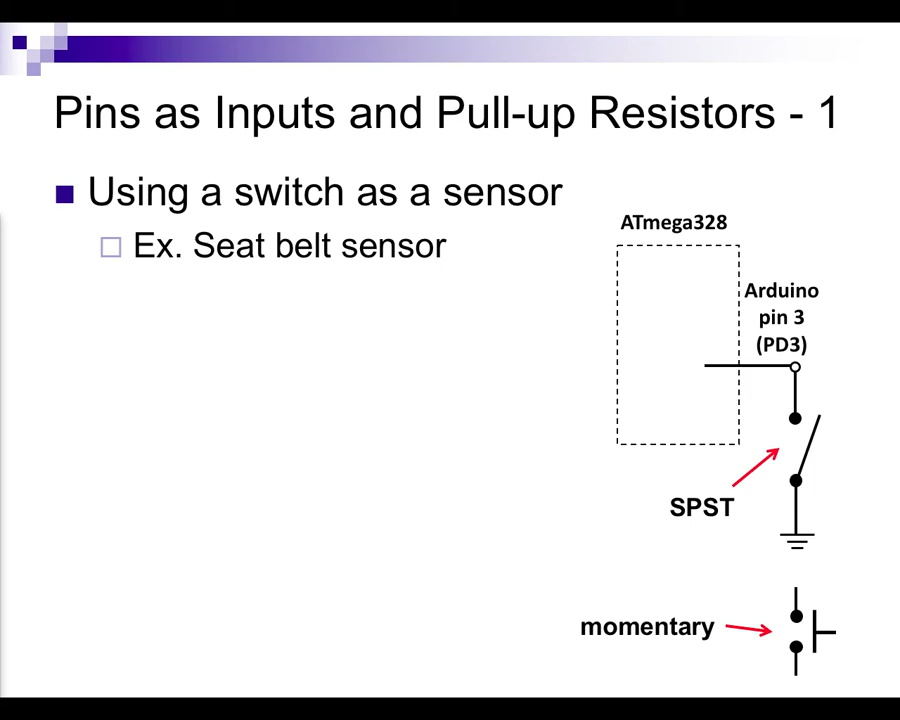 Pins as Inputs and Pull-up Resistors - 1
Using a switch as a sensor
Ex. Seat belt sensor
ATmega328
Arduino
pin 3
(PD3)
SPST
momentary